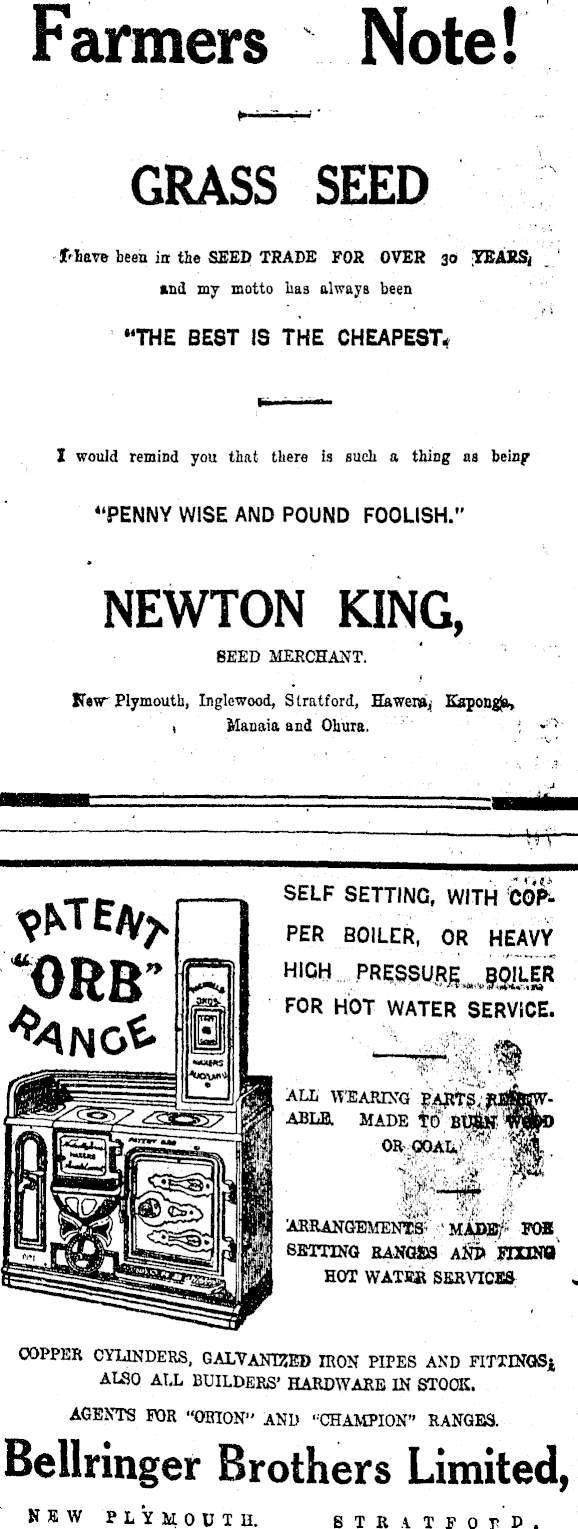 Farmers Note!
GRASS SEED
I have been in the SEED TRADE FOR OVER 30 YEARS,
and my motto has always been
"THE BEST IS THE CHEAPEST.
I would remind you that there is such a thing as being
"PENNY WISE AND POUND FOOLISH."
NEWTON KING,
SEED MERCHANT.
New Plymouth, Inglewood, Stratford, Hawera, Kaponga,
Manaia and Ohura.
PATENT
"ORB"
RANGE
BROS
MAKERS
AUCKLAND
MAKERS
PATENT ORB
SELF SETTING, WITH COP-
PER BOILER, OR HEAVY
HIGH PRESSURE BOILER
FOR HOT WATER SERVICE.
ALL WEARING PARTS RENEW-
ABLE. MADE TO BURN WOOD
OR COAL.
ARRANGEMENTS MADE FOR
SETTING RANGES AND FIXING
HOT WATER SERVICES
COPPER CYLINDERS, GALVANIZED IRON PIPES AND FITTINGS;
ALSO ALL BUILDERS' HARDWARE IN STOCK.
AGENTS FOR "ORION" AND "CHAMPION" RANGES.
Bellringer Brothers Limited,
NEW PLYMOUTH. STRATFORD.